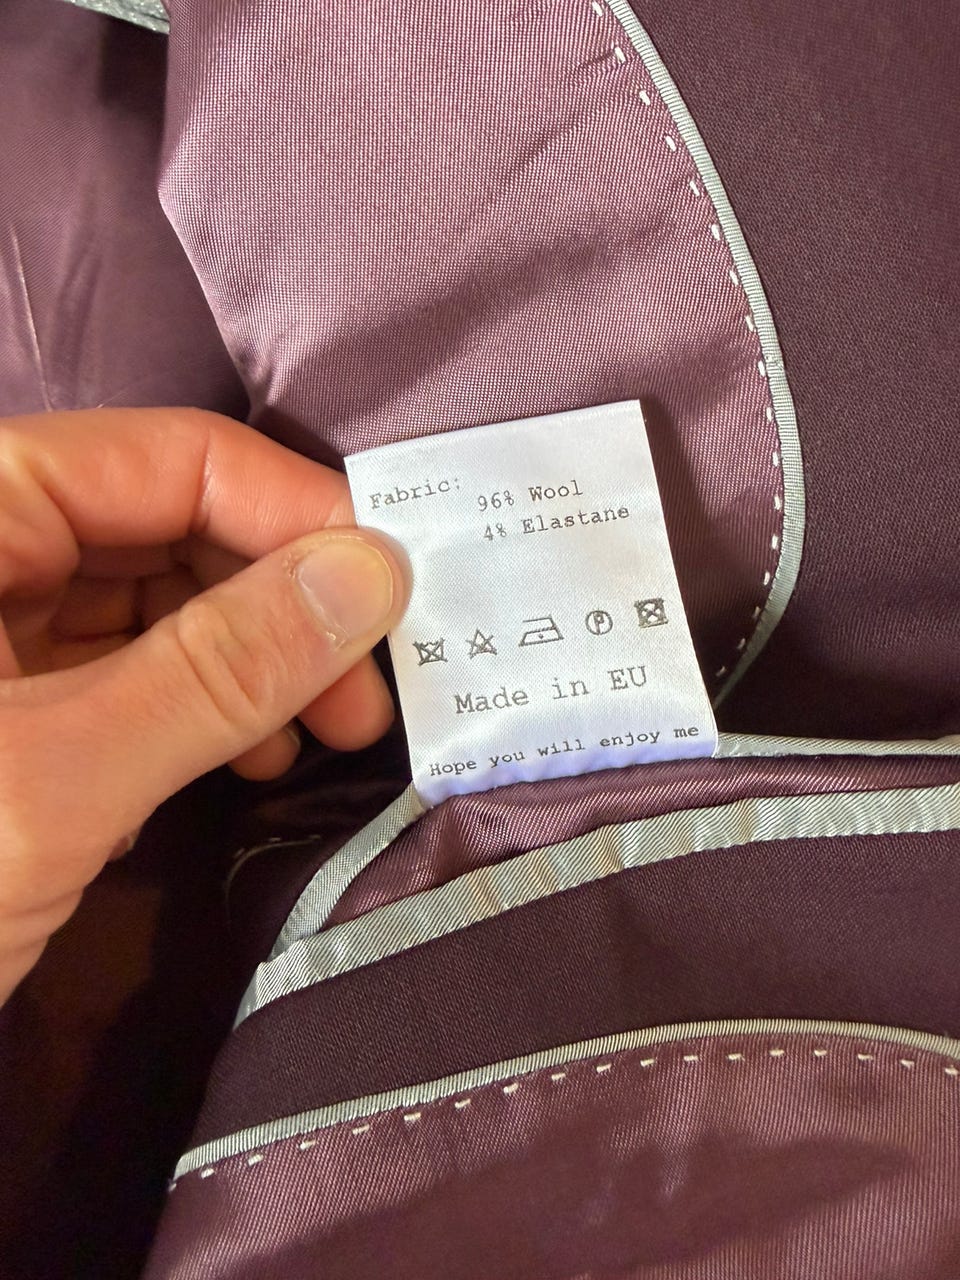 Fabric:
96% Wool
4% Elastane
P
Made in EU
Hope you will enjoy me